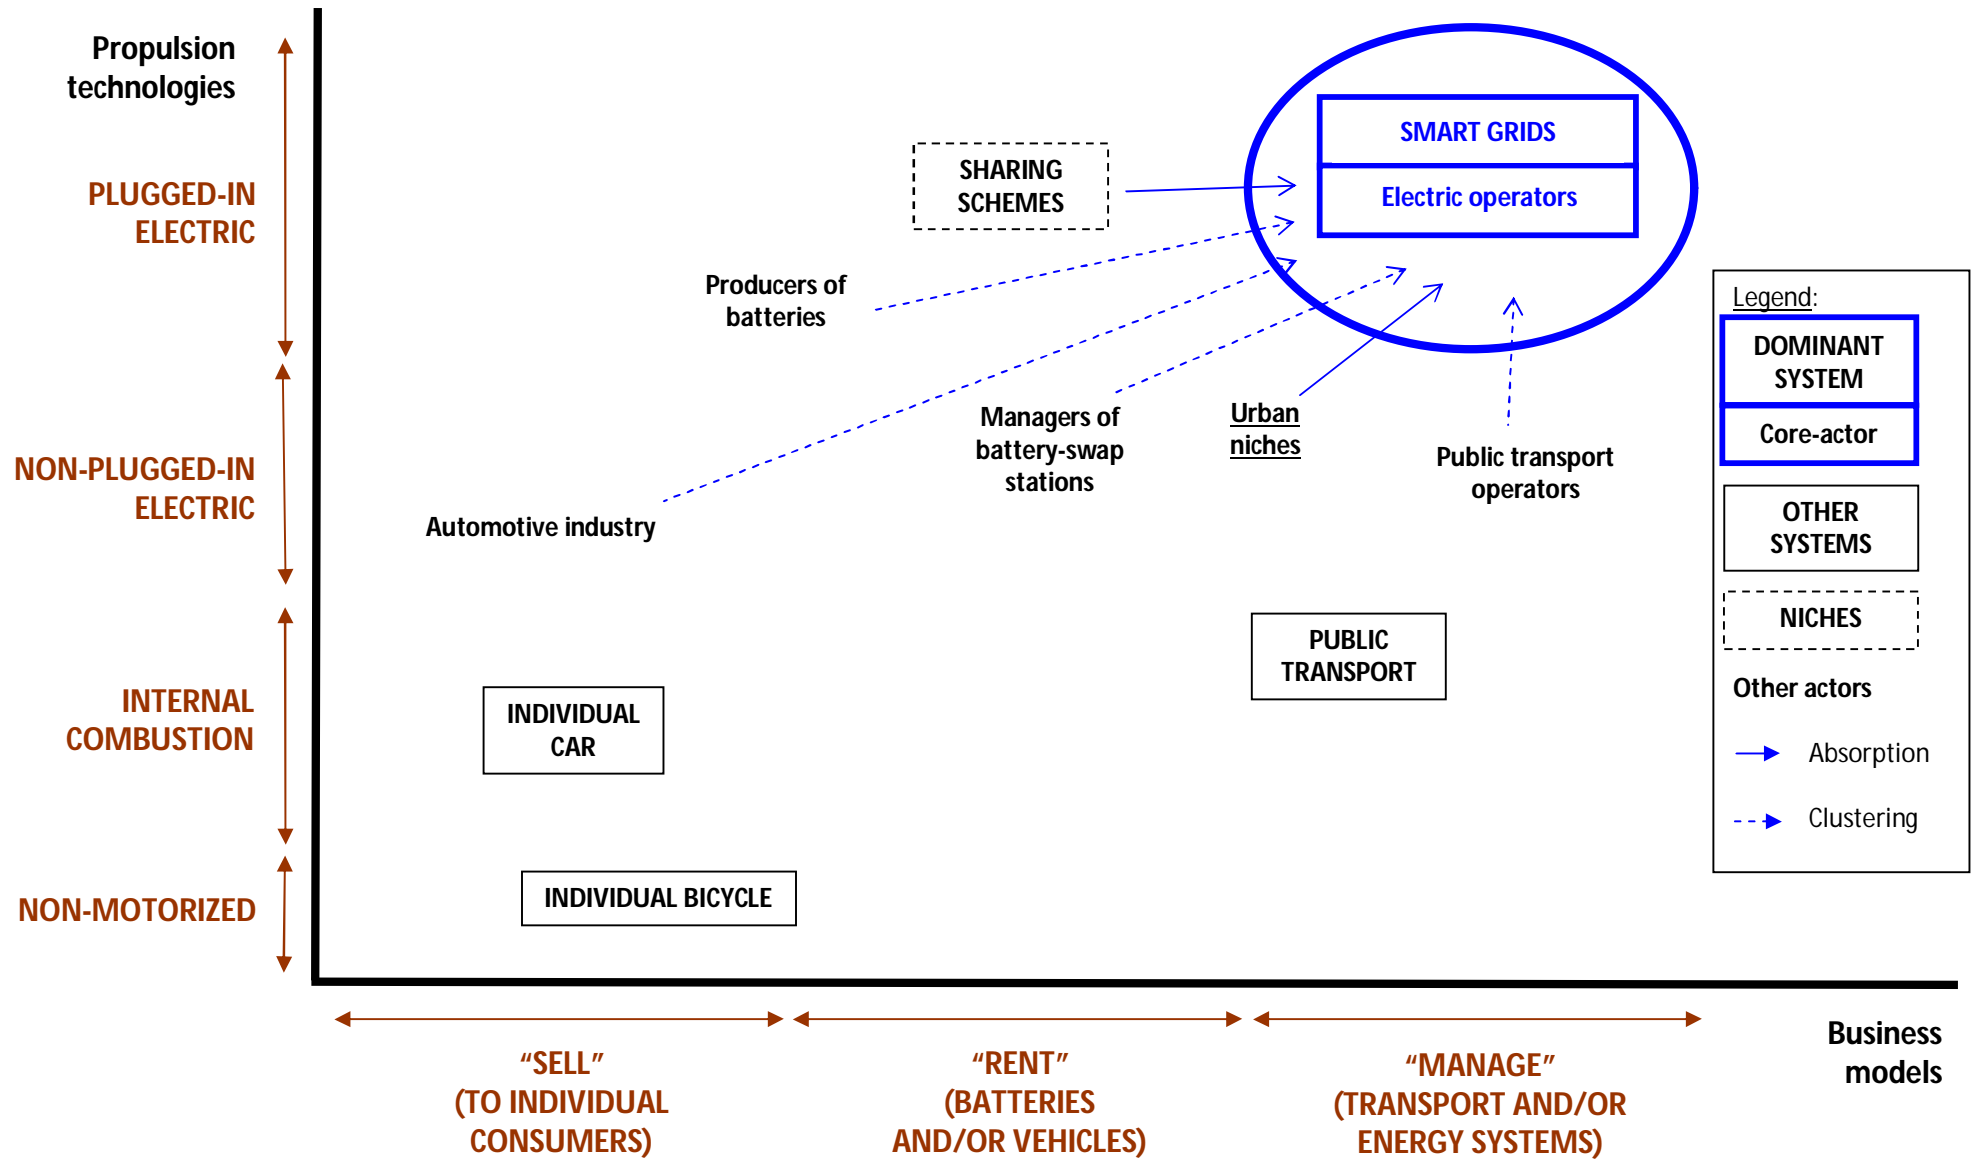 Propulsion
technologies
PLUGGED-IN
ELECTRIC
NON-PLUGGED-IN
ELECTRIC
INTERNAL
COMBUSTION
NON-MOTORIZED
SMART GRIDS
Electric operators
SHARING
SCHEMES
Producers of
batteries
Managers of
battery-swap
stations
Urban
niches
Public transport
operators
Automotive industry
PUBLIC
TRANSPORT
INDIVIDUAL
CAR
INDIVIDUAL BICYCLE
Legend:
DOMINANT
SYSTEM
Core-actor
OTHER
SYSTEMS
NICHES
Other actors
Absorption
Clustering
“SELL”
(TO INDIVIDUAL
CONSUMERS)
“RENT”
(BATTERIES
AND/OR VEHICLES)
“MANAGE”
(TRANSPORT AND/OR
ENERGY SYSTEMS)
Business
models